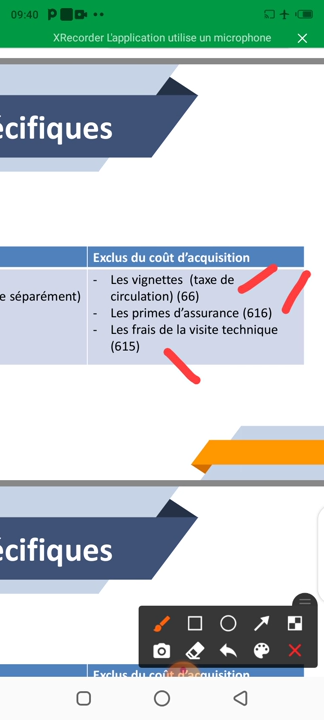 09:40
XRecorder L'application utilise un microphone
écifiques
Exclus du coût d'acquisition
e séparément)
- Les vignettes (taxe de
circulation) (66)
- Les primes d'assurance (616)
- Les frais de la visite technique
(615)
écifiques
Exclus du coût d'acquisition